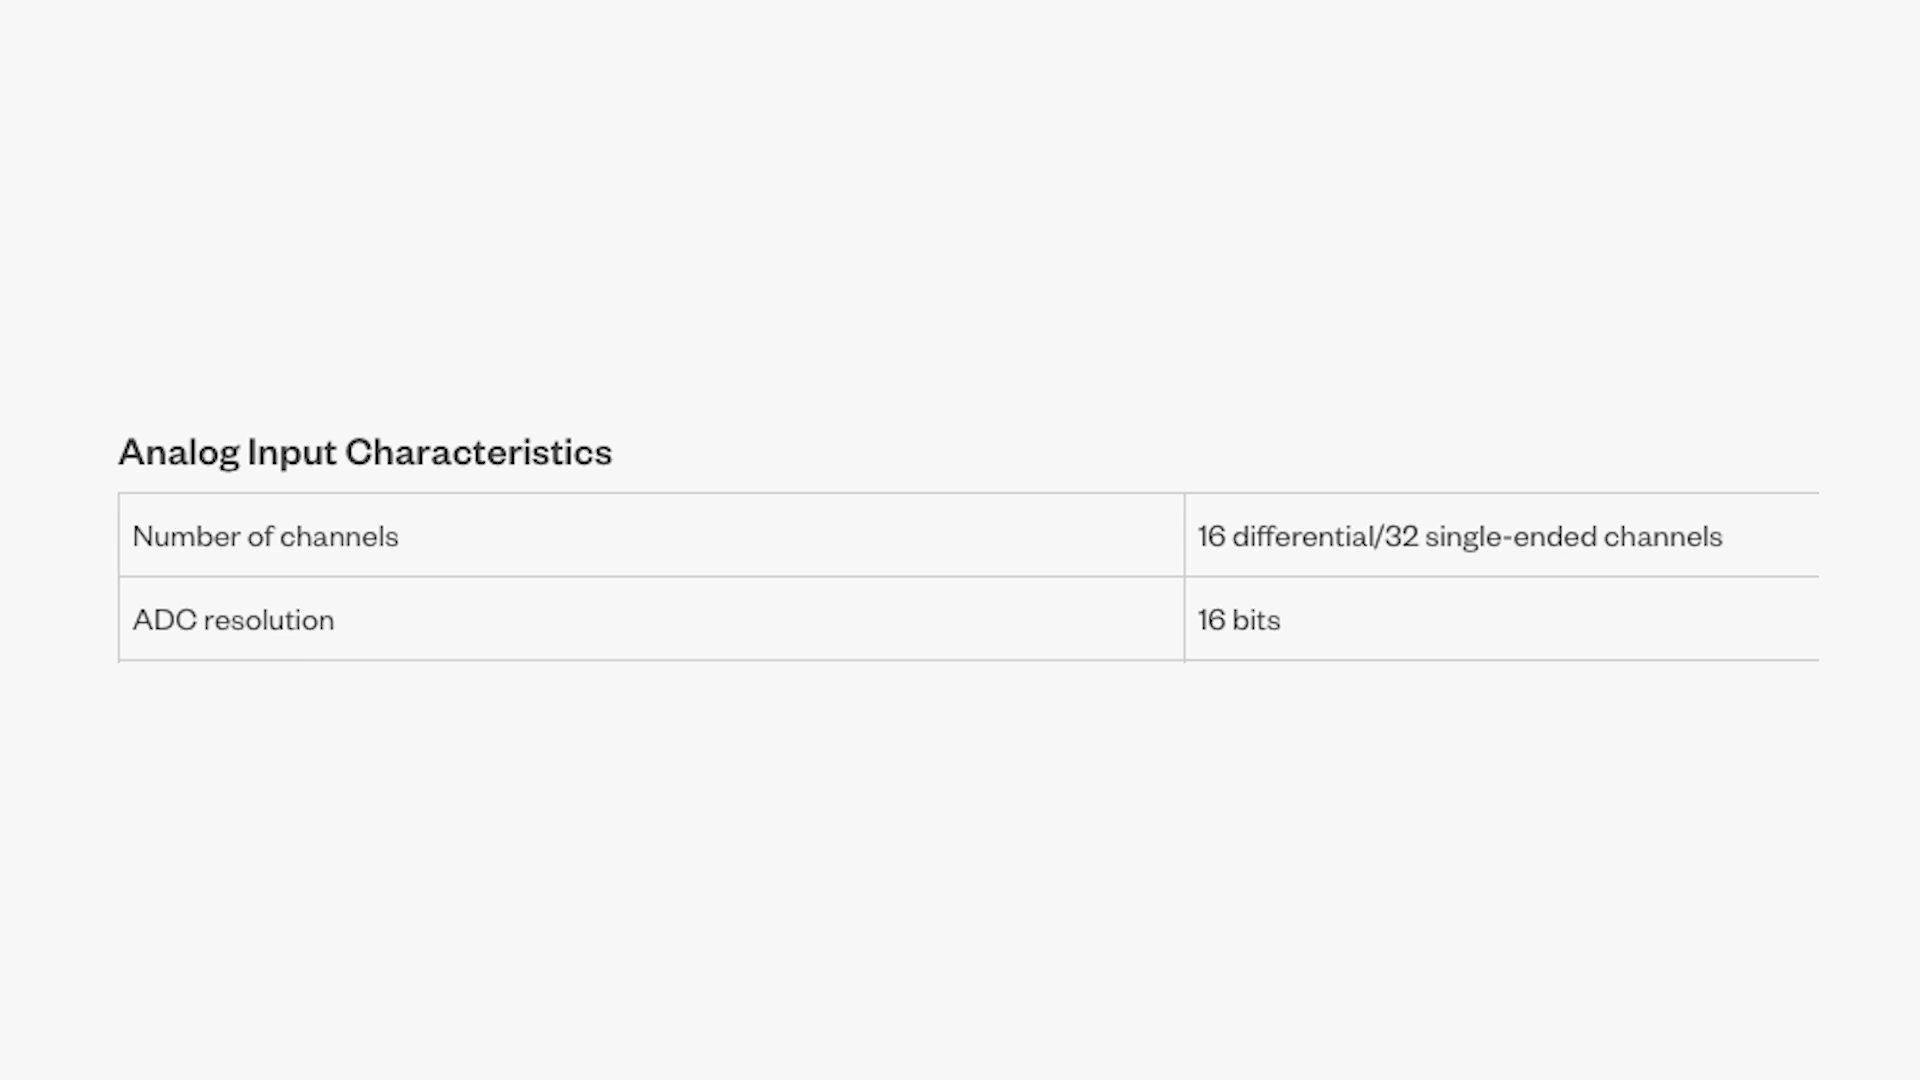 Analog Input Characteristics
Number of channels 16 differential/32 single-ended channels
ADC resolution 16 bits